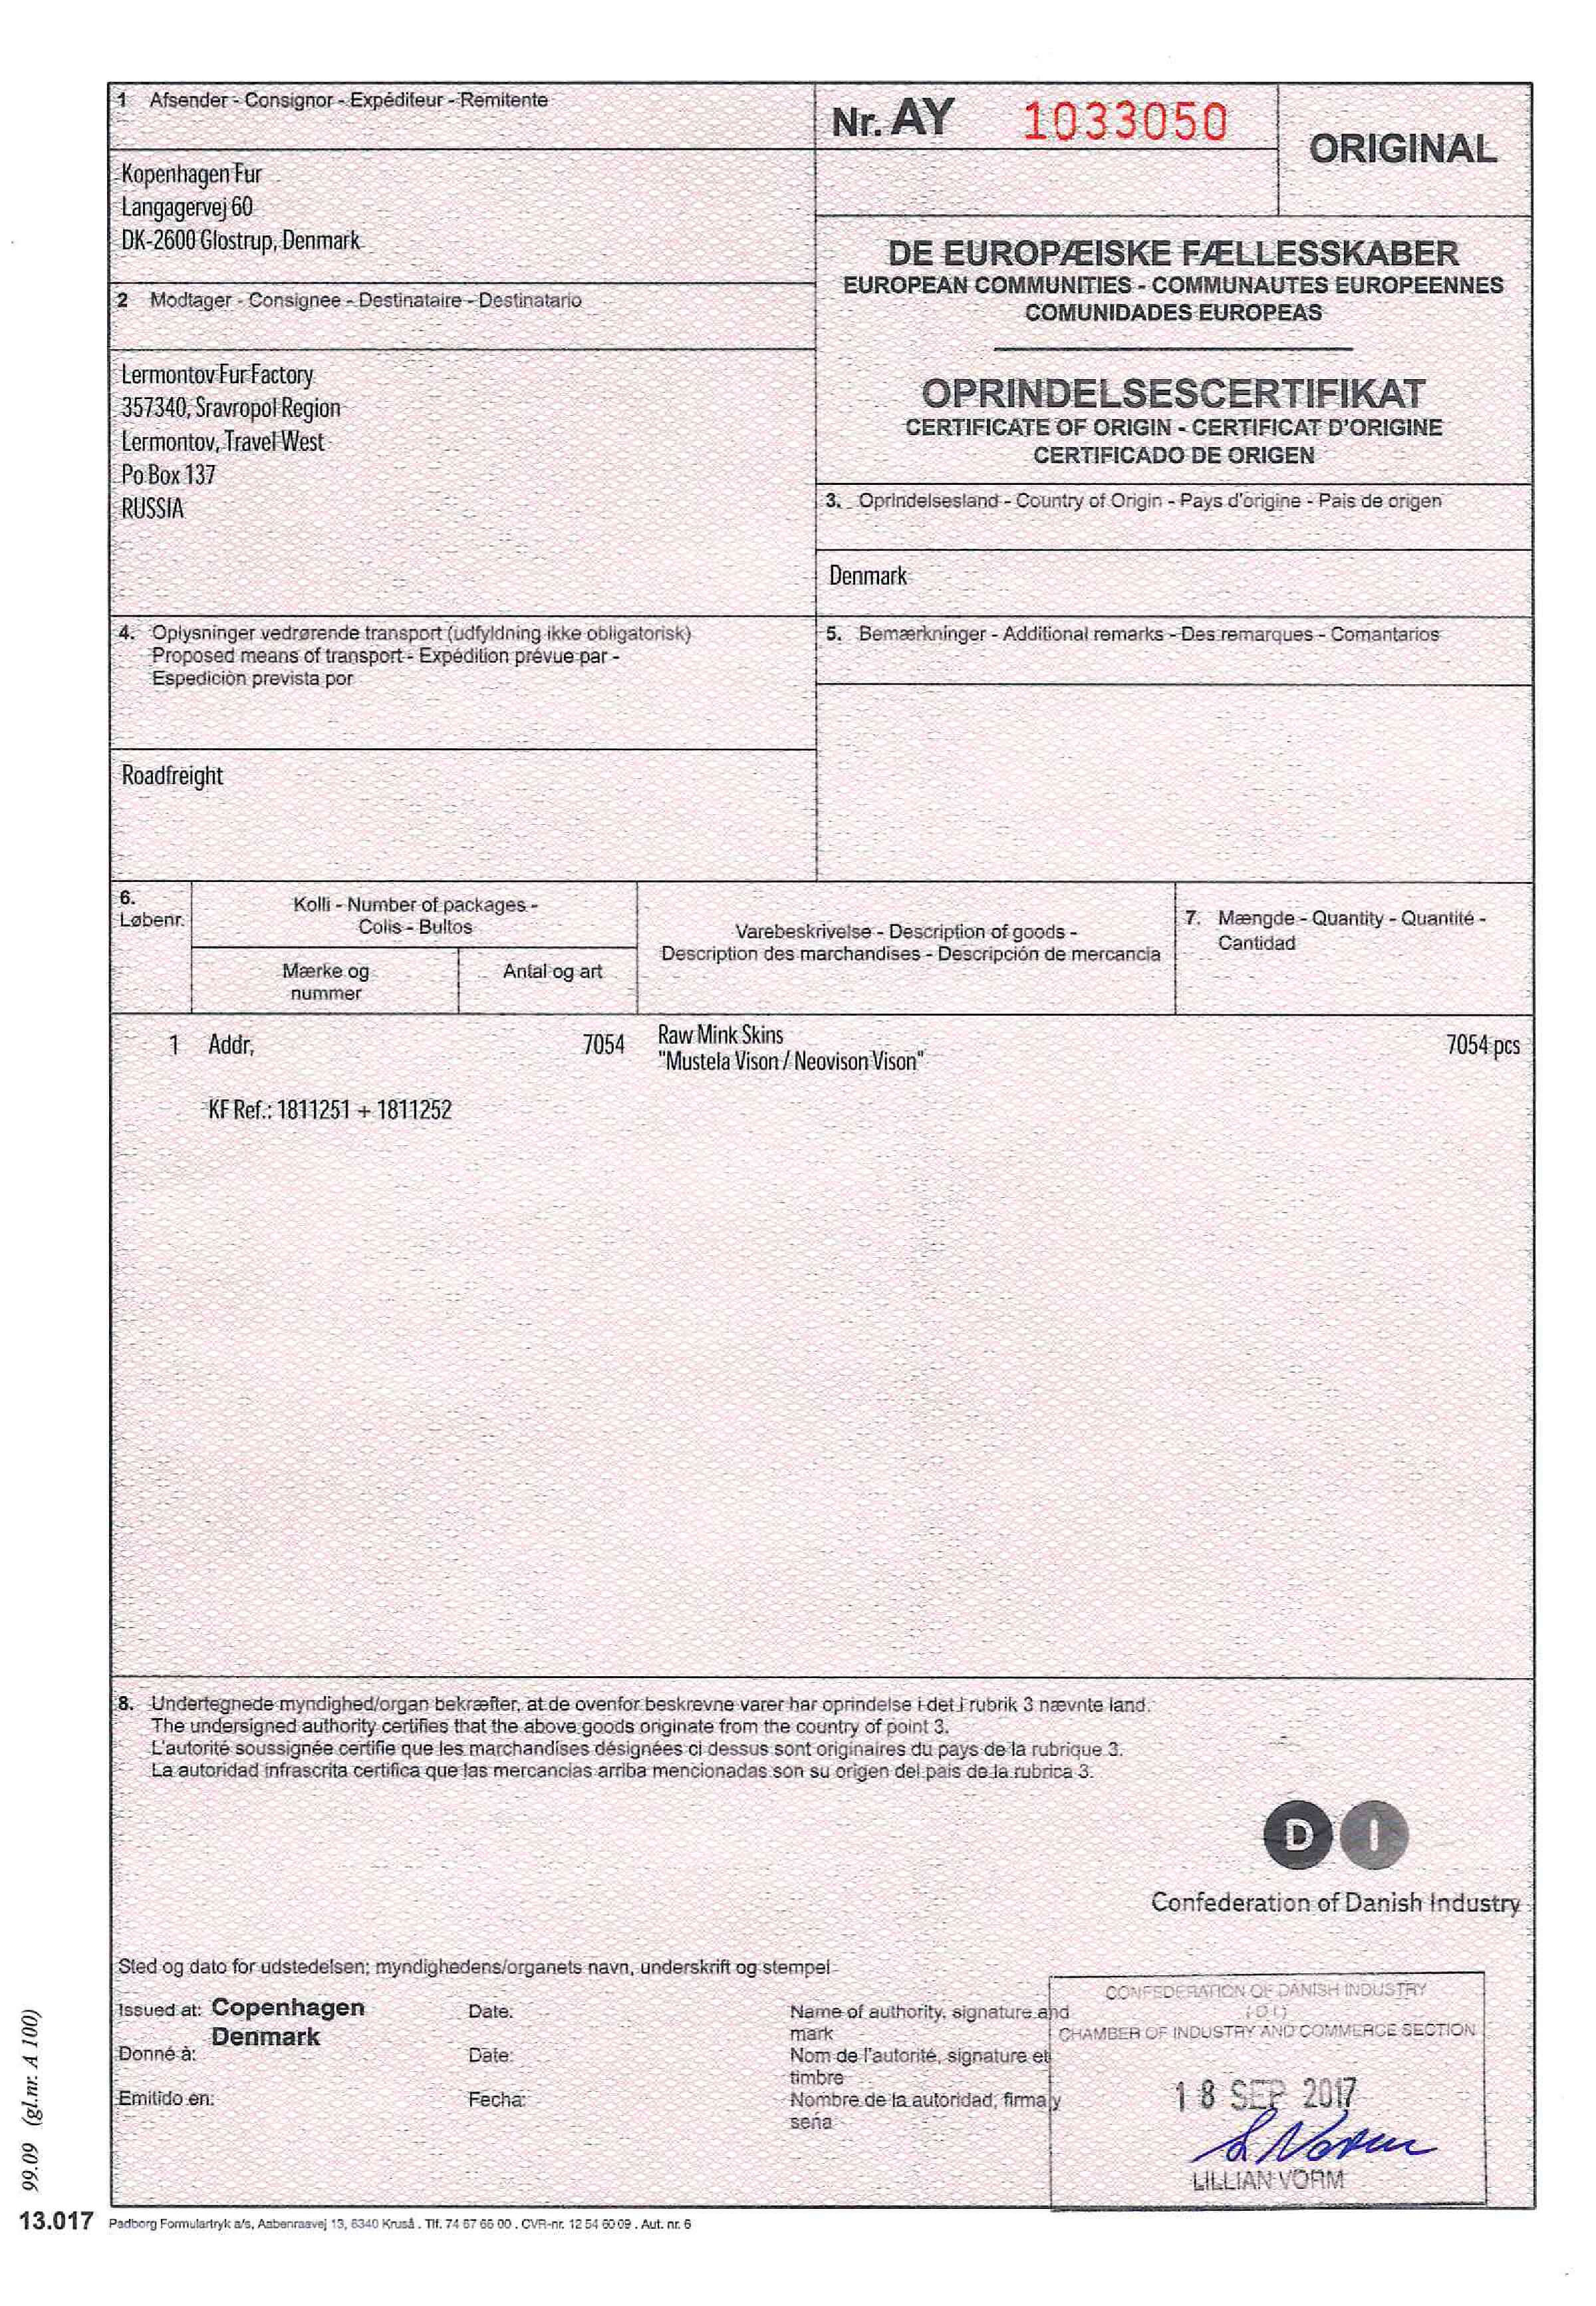 1 Afsender - Consignor - Expéditeur - Remitente
Kopenhagen Fur
Langagervej 60
DK-2600 Glostrup, Denmark
Nr. AY 1033050
ORIGINAL
DE EUROPÆISKE FÆLLESSKABER
EUROPEAN COMMUNITIES - COMMUNAUTES EUROPEENNES
COMUNIDADES EUROPEAS
OPRINDELSESCERTIFIKAT
CERTIFICATE OF ORIGIN - CERTIFICAT D'ORIGINE
CERTIFICADO DE ORIGEN
2 Modtager - Consignee - Destinataire - Destinatario
Lermontov Fur Factory
357340, Sravropol Region
Lermontov, Travel West
Po Box 137
RUSSIA
3. Oprindelsesland - Country of Origin - Pays d'origine - Pais de origen
Denmark
4. Oplysninger vedrørende transport (udfyldning ikke obligatorisk)
Proposed means of transport - Expédition prévue par -
Espedición prevista por
Roadfreight
5. Bemærkninger - Additional remarks - Des remarques - Comantarios
6.
Løbenr.
Kolli - Number of packages -
Colis - Bultos
Mærke og
nummer
Antal og art
Varebeskrivelse - Description of goods -
Description des marchandises - Descripción de mercancia
7. Mængde - Quantity - Quantité -
Cantidad
1 Addr, 7054 Raw Mink Skins 7054 pcs
"Mustela Vison / Neovison Vison"
KF Ref.: 1811251 + 1811252
8. Undertegnede myndighed/organ bekræfter, at de ovenfor beskrevne varer har oprindelse i det i rubrik 3 nævnte land.
The undersigned authority certifies that the above goods originate from the country of point 3.
L'autorité soussignée certifie que les marchandises désignées ci dessus sont originaires du pays de la rubrique 3.
La autoridad infrascrita certifica que las mercancias arriba mencionadas son su origen del pais de la rubrica 3.
D I
Confederation of Danish Industry
Sted og dato for udstedelsen; myndighedens/organets navn, underskrift og stempel
Issued at: Copenhagen
Denmark
Donné à:
Emitido en:
Date:
Date:
Fecha:
Name of authority, signature and
mark
Nom de l'autorité, signature et
timbre
Nombre de la autoridad, firma y
seña
CONFEDERATION OF DANISH INDUSTRY
(DI)
CHAMBER OF INDUSTRY AND COMMERCE SECTION
18 SEP 2017
L Vorm
LILLIAN VORM
99.09 (gl.nr. A 100)
13.017 Padborg Formulartryk a/s, Aabenraavej 13, 6340 Kruså . Tlf. 74 67 66 00 . CVR-nr. 12 54 60 09 . Aut. nr. 6